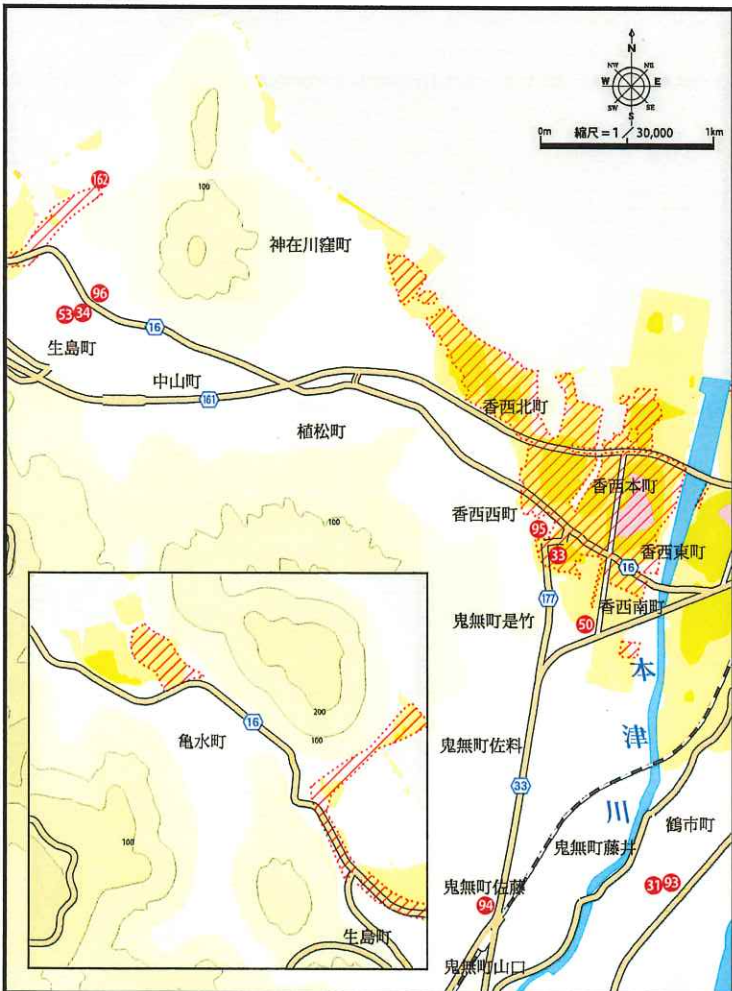 N
NW NE
W E
SW SE
S
0m 縮尺=1/30,000 1km
162
100
神在川窪町
96
53 34
16
生島町
中山町
161
香西北町
植松町
香西本町
100
香西西町
95
33
香西東町
16
177
香西南町
鬼無町是竹
50
本津川
鬼無町佐料
33
鶴市町
鬼無町藤井
31 93
鬼無町佐藤
94
鬼無町山口
200
100
16
亀水町
100
生島町